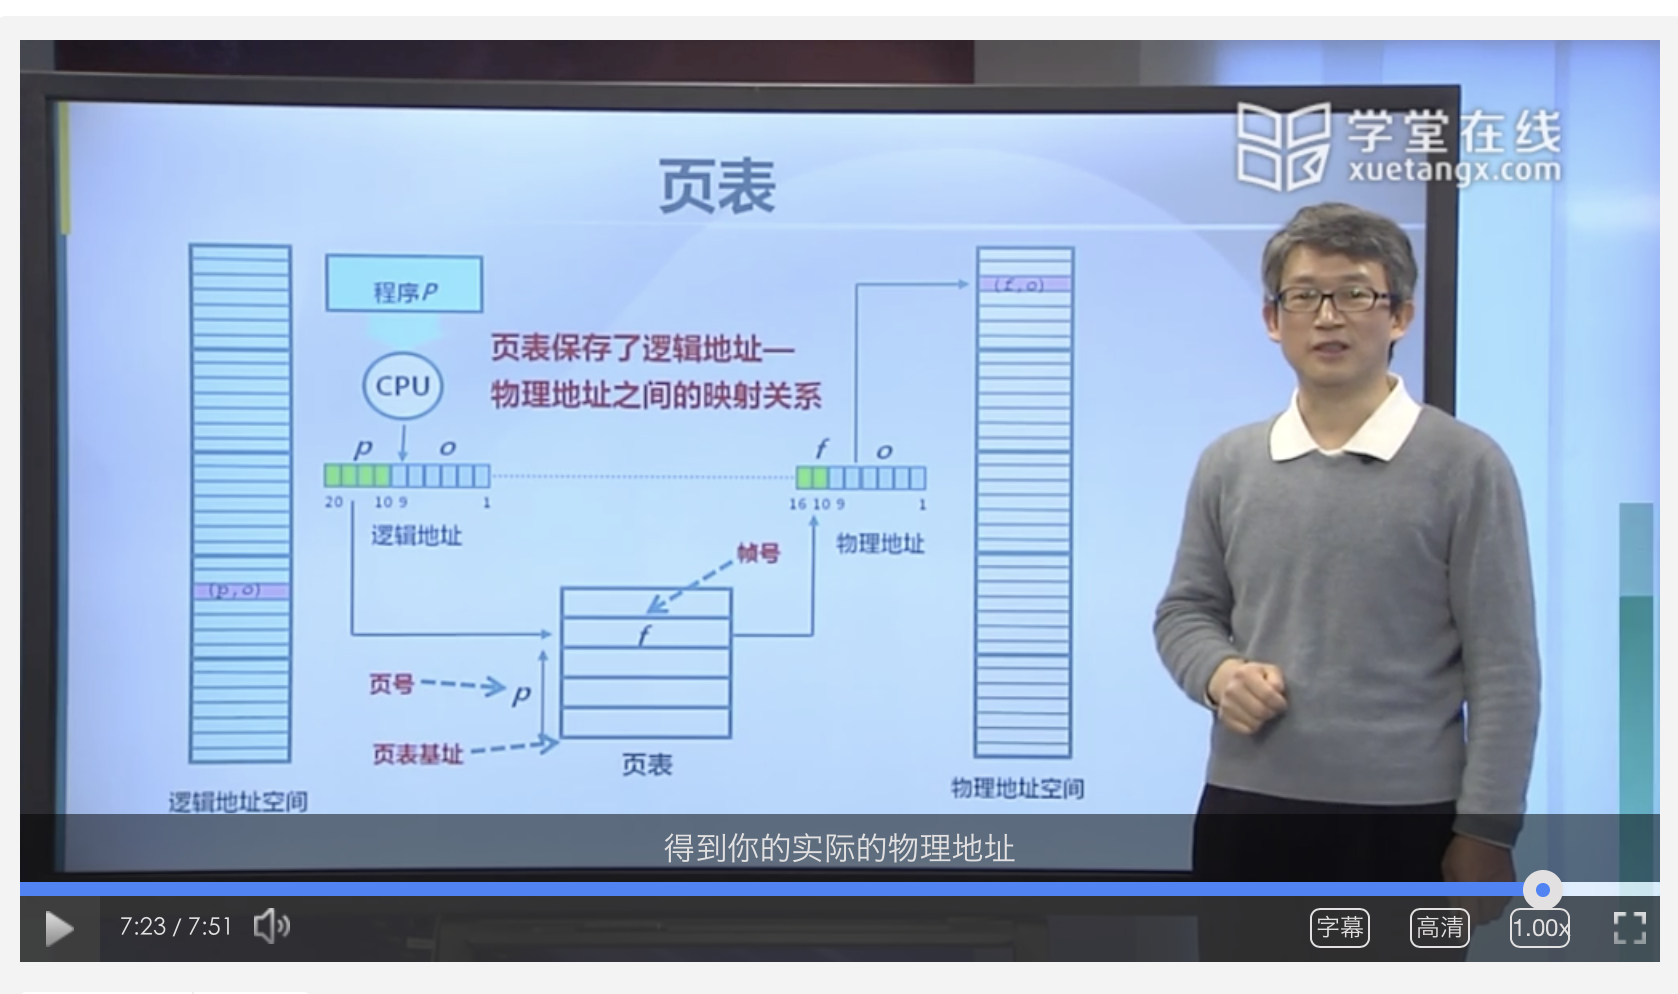 学堂在线
xuetangx.com
页表
程序P
(f,o)
页表保存了逻辑地址—
物理地址之间的映射关系
CPU
p o
f o
20 10 9 1
16 10 9 1
逻辑地址
物理地址
帧号
(p,o)
f
页号
p
页表基址
页表
物理地址空间
逻辑地址空间
得到你的实际的物理地址
7:23 / 7:51
字幕
高清
1.00x